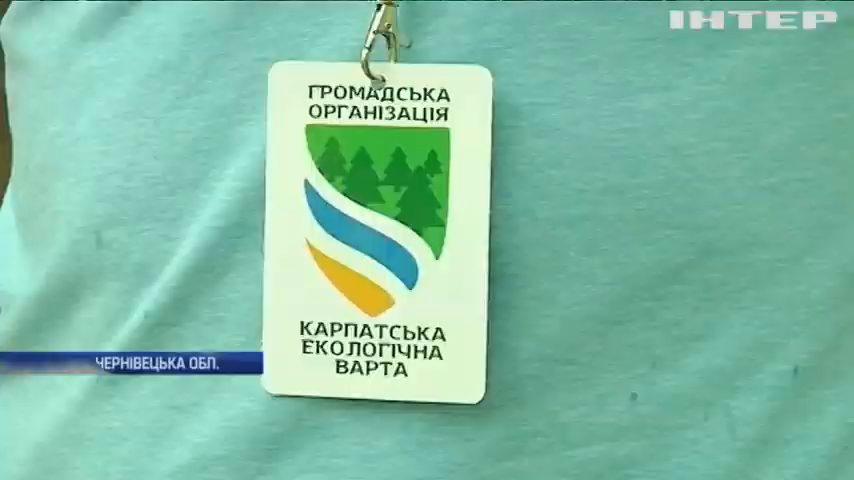 ІНТЕР
ГРОМАДСЬКА
ОРГАНІЗАЦІЯ
КАРПАТСЬКА
ЕКОЛОГІЧНА
ВАРТА
ЧЕРНІВЕЦЬКА ОБЛ.